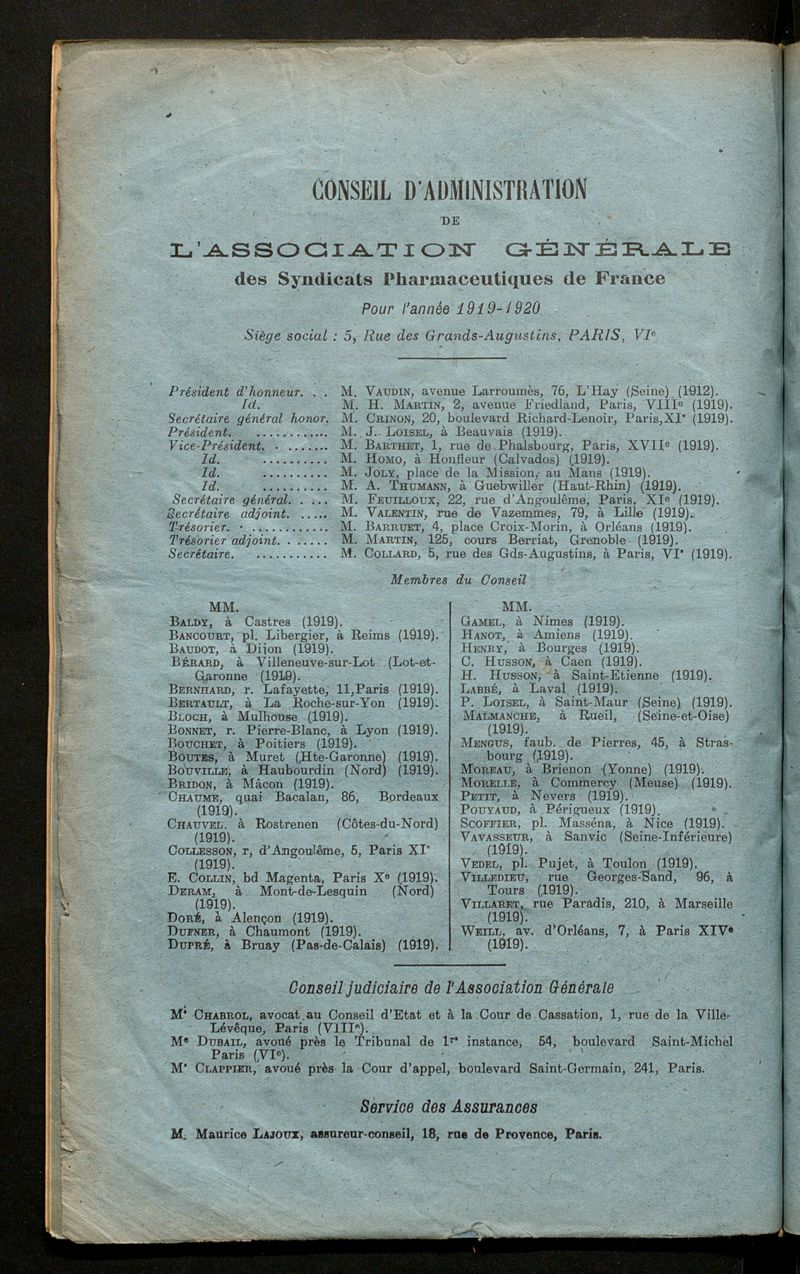 CONSEIL D'ADMINISTRATION
DE
L'ASSOCIATION GÉNÉRALE
des Syndicats Pharmaceutiques de France
Pour l'année 1919-1920
Siège social : 5, Rue des Grands-Augustins, PARIS, VIe
Président d'honneur. . . M. VAUDIN, avenue Larroumès, 76, L'Hay (Seine) (1912).
Id. M. H. MARTIN, 2, avenue Friedland, Paris, VIIIe (1919).
Secrétaire général honor. M. CRINON, 20, boulevard Richard-Lenoir, Paris, XIe (1919).
Président. ............ M. J. LOISEL, à Beauvais (1919).
Vice-Président. ........ M. BARTHET, 1, rue de Phalsbourg, Paris, XVIIe (1919).
Id. .......... M. HOMO, à Honfleur (Calvados) (1919).
Id. .......... M. JOLY, place de la Mission, au Mans (1919).
Id. .......... M. A. THUMANN, à Guebwiller (Haut-Rhin) (1919).
Secrétaire général. ..... M. FEUILLOUX, 22, rue d'Angoulême, Paris, XIe (1919).
Secrétaire adjoint. ..... M. VALENTIN, rue de Vazemmes, 79, à Lille (1919).
Trésorier. ............. M. BARRUET, 4, place Croix-Morin, à Orléans (1919).
Trésorier adjoint. ...... M. MARTIN, 125, cours Berriat, Grenoble (1919).
Secrétaire. ............ M. COLLARD, 5, rue des Gds-Augustins, à Paris, VIe (1919).
Membres du Conseil
MM.
BALDY, à Castres (1919).
BANCOURT, pl. Libergier, à Reims (1919).
BAUDOT, à Dijon (1919).
BÉRARD, à Villeneuve-sur-Lot (Lot-et-
Garonne (1919).
BERNHARD, r. Lafayette, 11, Paris (1919).
BERTAULT, à La Roche-sur-Yon (1919).
BLOCH, à Mulhouse (1919).
BONNET, r. Pierre-Blanc, à Lyon (1919).
BOUCHET, à Poitiers (1919).
BOUTES, à Muret (Hte-Garonne) (1919).
BOUVILLE, à Haubourdin (Nord) (1919).
BRIDON, à Mâcon (1919).
CHAUME, quai Bacalan, 86, Bordeaux
(1919).
CHAUVEL. à Rostrenen (Côtes-du-Nord)
(1919).
COLLESSON, r, d'Angoulême, 5, Paris XIe
(1919).
E. COLLIN, bd Magenta, Paris Xe (1919).
DERAM, à Mont-de-Lesquin (Nord)
(1919).
DORÉ, à Alençon (1919).
DUFNER, à Chaumont (1919).
DUPRÉ, à Bruay (Pas-de-Calais) (1919).
MM.
GAMEL, à Nîmes (1919).
HANOT, à Amiens (1919).
HENRY, à Bourges (1919).
C. HUSSON, à Caen (1919).
H. HUSSON, à Saint-Etienne (1919).
LABBÉ, à Laval (1919).
P. LOISEL, à Saint-Maur (Seine) (1919).
MALMANCHE, à Rueil, (Seine-et-Oise)
(1919).
MENGUS, faub. de Pierres, 45, à Stras-
bourg (1919).
MOREAU, à Brienon (Yonne) (1919).
MORELLE, à Commercy (Meuse) (1919).
PETIT, à Nevers (1919).
POUYAUD, à Périgueux (1919).
SCOFFIER, pl. Masséna, à Nice (1919).
VAVASSEUR, à Sanvic (Seine-Inférieure)
(1919).
VEDEL, pl. Pujet, à Toulon (1919).
VILLEDIEU, rue Georges-Sand, 96, à
Tours (1919).
VILLARET, rue Paradis, 210, à Marseille
(1919).
WEILL, av. d'Orléans, 7, à Paris XIVe
(1919).
Conseil judiciaire de l'Association Générale
Me CHABROL, avocat au Conseil d'Etat et à la Cour de Cassation, 1, rue de la Ville-
Lévêque, Paris (VIIIe).
Me DUBAIL, avoué près le Tribunal de 1re instance, 54, boulevard Saint-Michel
Paris (VIe).
Me CLAPPIER, avoué près la Cour d'appel, boulevard Saint-Germain, 241, Paris.
Service des Assurances
M. Maurice LAJOUX, assureur-conseil, 18, rue de Provence, Paris.